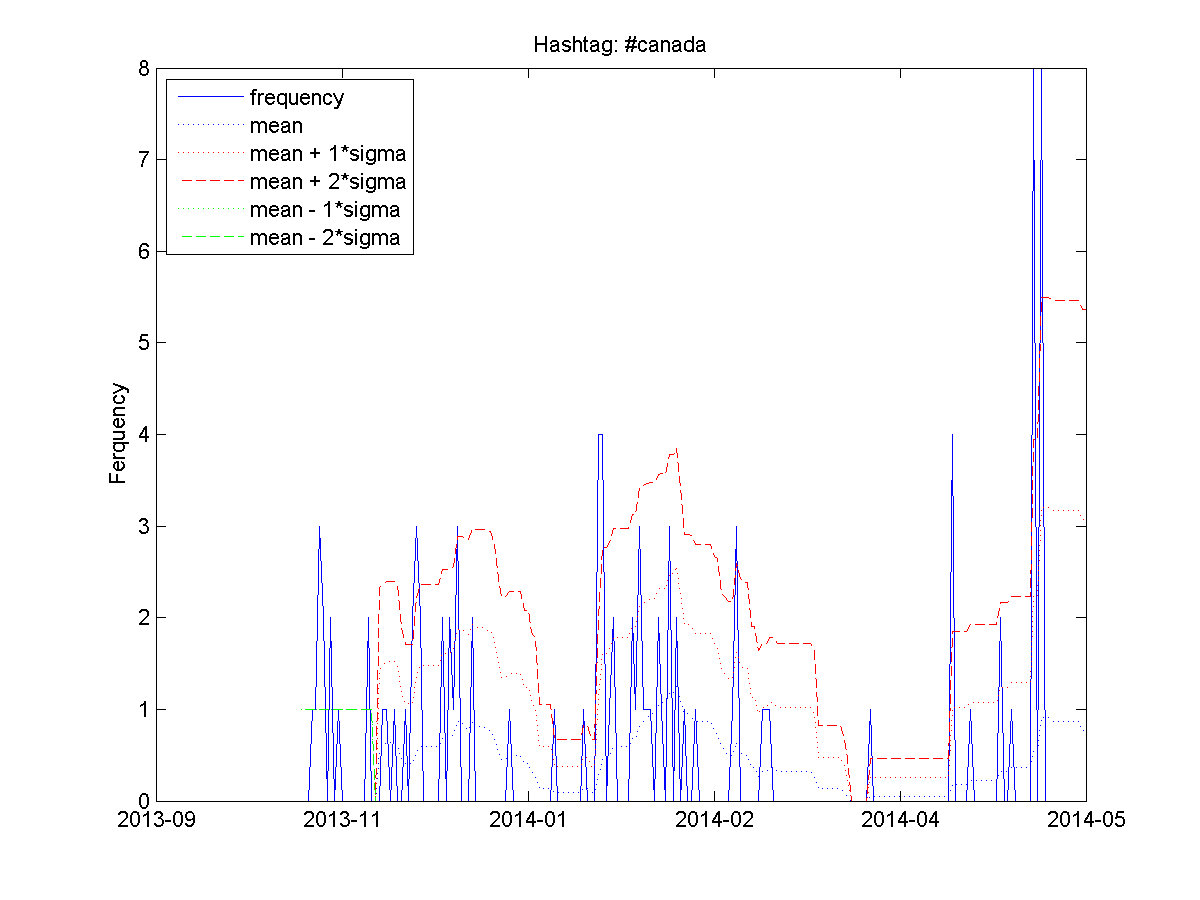 Hashtag: #canada
8
7
6
5
4
3
2
1
0
Ferquency
frequency
mean
mean + 1*sigma
mean + 2*sigma
mean - 1*sigma
mean - 2*sigma
2013-09 2013-11 2014-01 2014-02 2014-04 2014-05